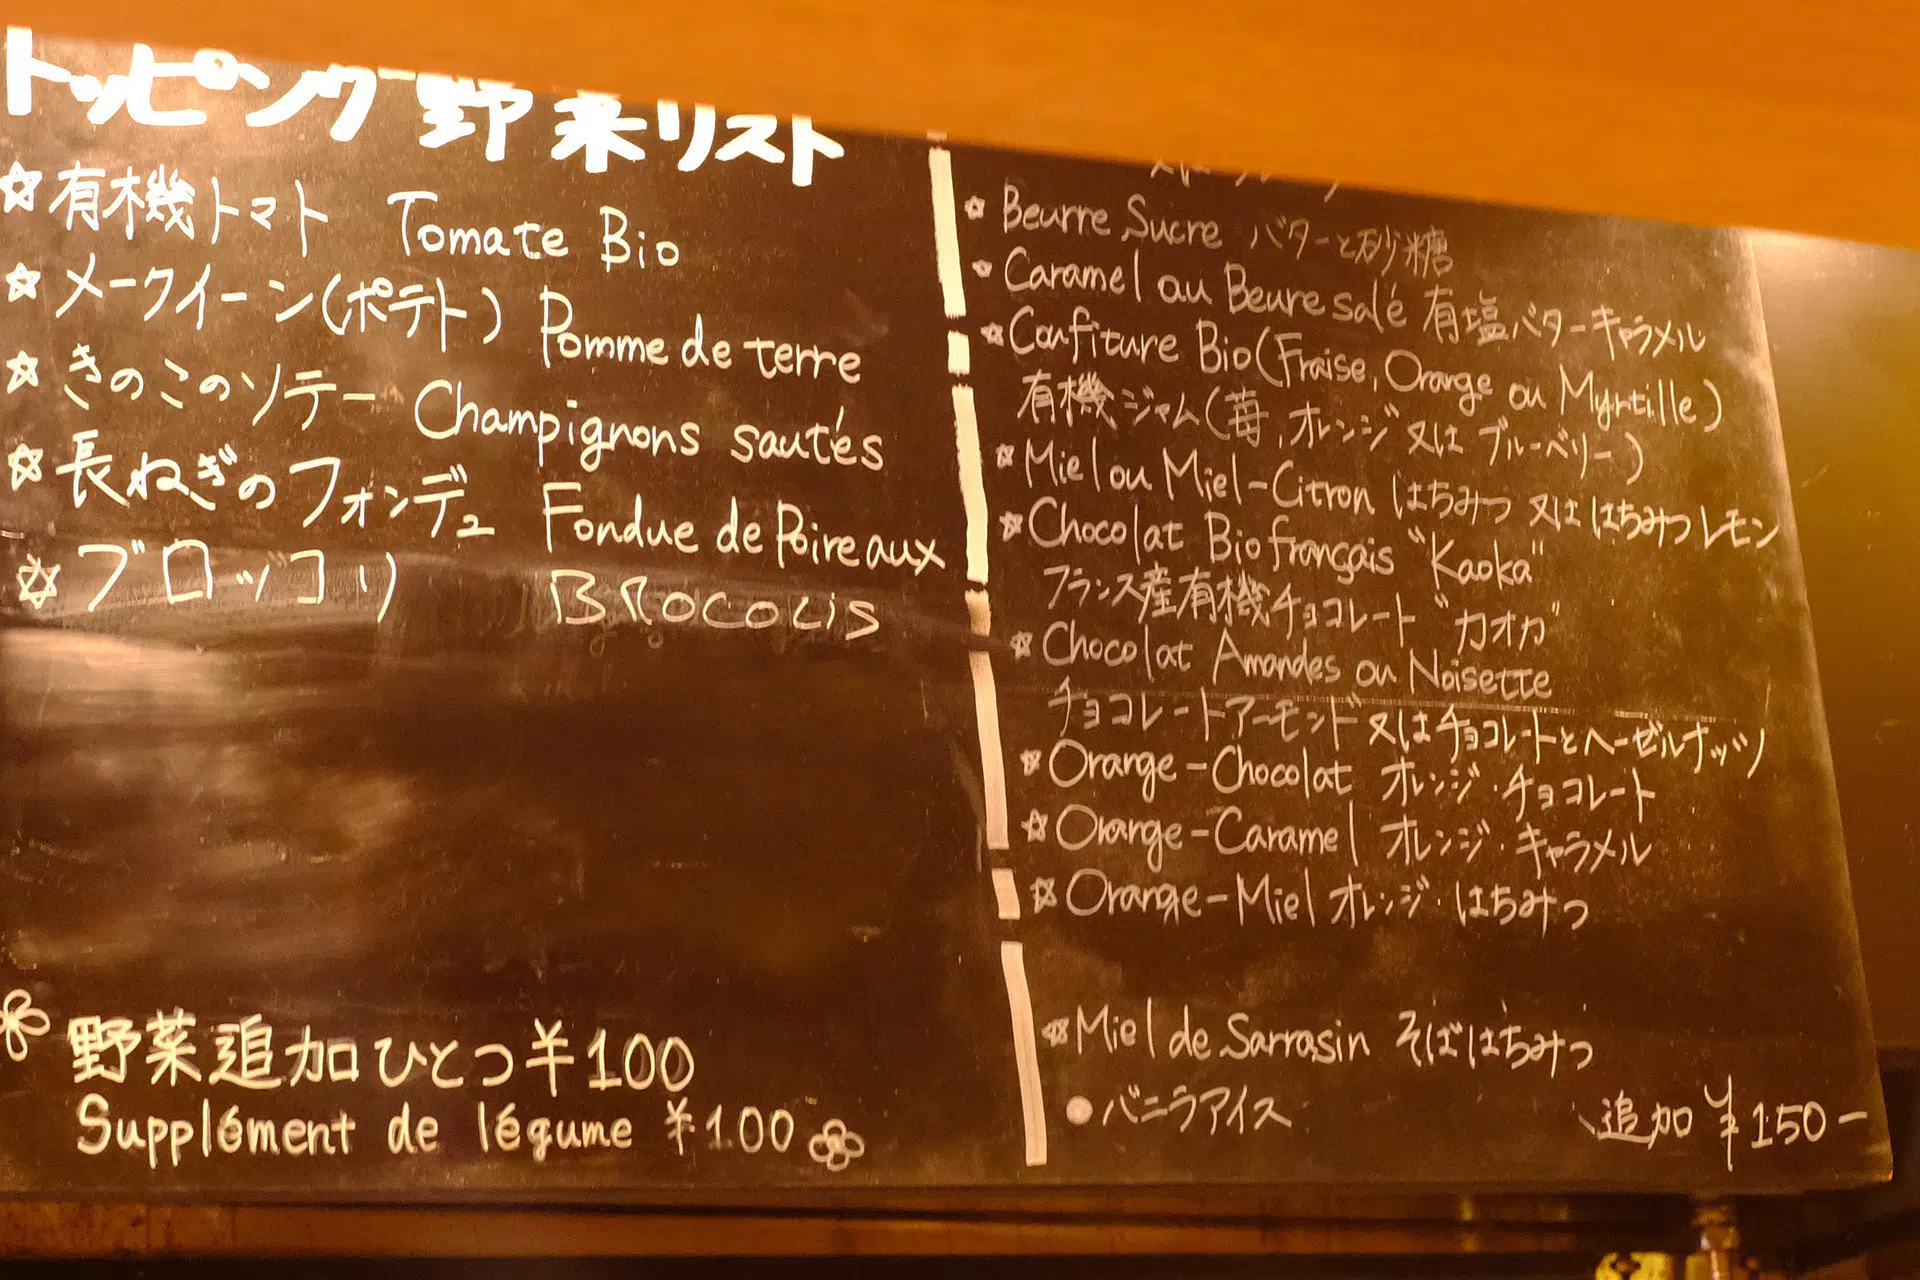 トッピング野菜リスト
☆有機トマト Tomate Bio
☆メークイーン(ポテト) Pomme de terre
☆きのこのソテー Champignons sautés
☆長ねぎのフォンデュ Fondue de Poireaux
☆ブロッコリ BROCOLIS
野菜追加ひとつ¥100
Supplément de légume ¥100
☆Beurre Sucre バターと砂糖
☆Caramel au Beure salé 有塩バターキャラメル
☆Confiture Bio(Fraise, Orange ou Myrtille)
有機ジャム(苺,オレンジ又はブルーベリー)
☆Miel ou Miel-Citron はちみつ 又は はちみつレモン
☆Chocolat Bio français "Kaoka"
フランス産有機チョコレート "カオカ"
☆Chocolat Amandes ou Noisette
チョコレートアーモンド又はチョコレートとヘーゼルナッツ
☆Orange-Chocolat オレンジ・チョコレート
☆Orange-Caramel オレンジ・キャラメル
☆Orange-Miel オレンジ・はちみつ
☆Miel de Sarrasin そばはちみつ
●バニラアイス 追加 ¥150-